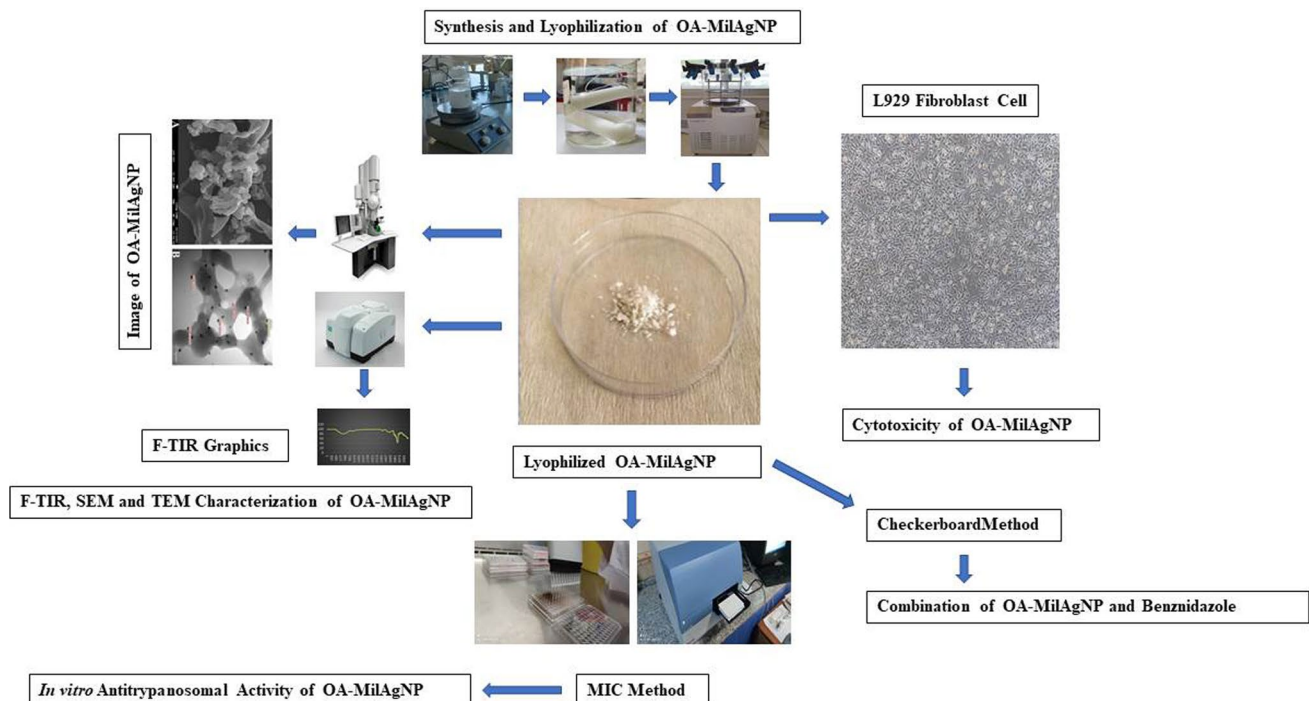 Synthesis and Lyophilization of OA-MilAgNP
L929 Fibroblast Cell
Image of OA-MilAgNP
A
B
F-TIR Graphics
Lyophilized OA-MilAgNP
Cytotoxicity of OA-MilAgNP
F-TIR, SEM and TEM Characterization of OA-MilAgNP
CheckerboardMethod
Combination of OA-MilAgNP and Benznidazole
In vitro Antitrypanosomal Activity of OA-MilAgNP
MIC Method